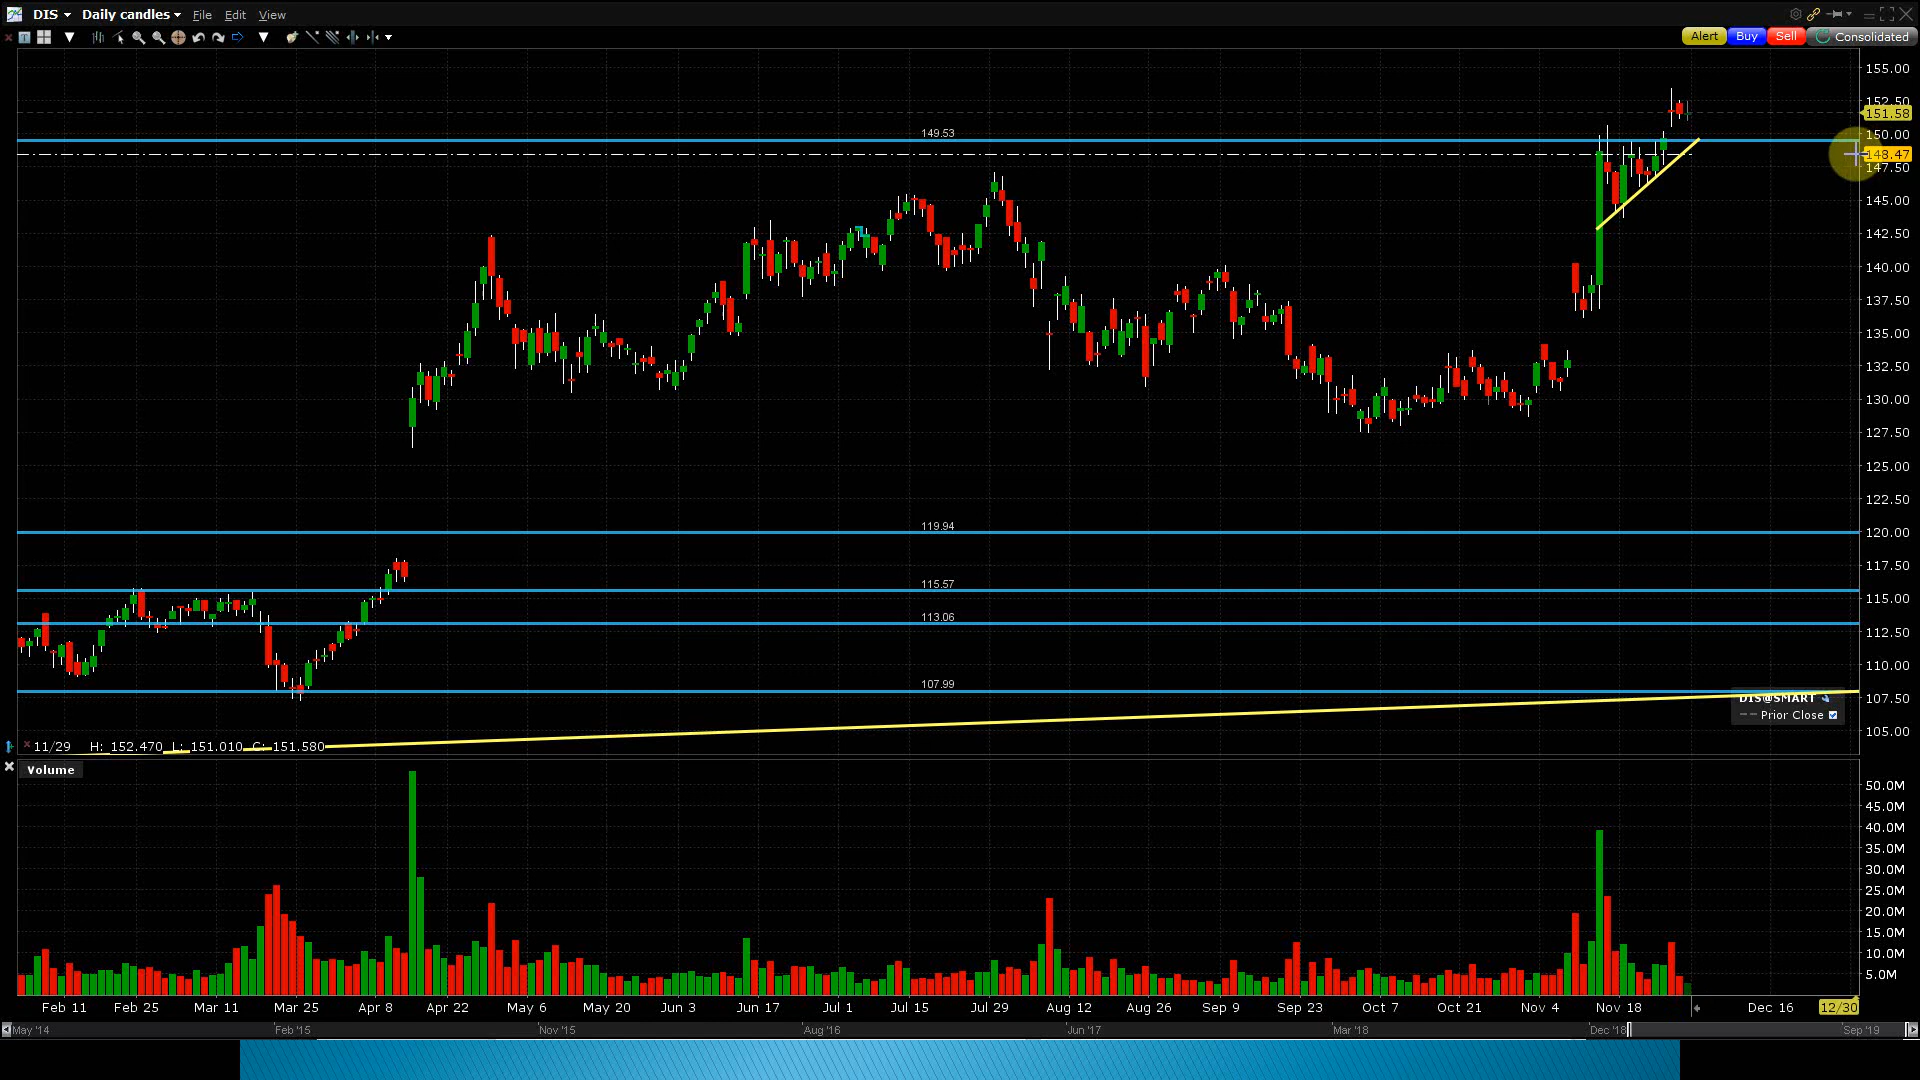 DIS Daily candles File Edit View
Alert Buy Sell Consolidated
155.00
152.50
151.58
150.00
149.53
148.47
147.50
145.00
142.50
140.00
137.50
135.00
132.50
130.00
127.50
125.00
122.50
119.94
120.00
117.50
115.57
115.00
113.06
112.50
110.00
107.99
107.50
DIS@SMART
Prior Close
105.00
11/29 H: 152.470 L: 151.010 C: 151.580
Volume
50.0M
45.0M
40.0M
35.0M
30.0M
25.0M
20.0M
15.0M
10.0M
5.0M
Feb 11 Feb 25 Mar 11 Mar 25 Apr 8 Apr 22 May 6 May 20 Jun 3 Jun 17 Jul 1 Jul 15 Jul 29 Aug 12 Aug 26 Sep 9 Sep 23 Oct 7 Oct 21 Nov 4 Nov 18 Dec 16 12/30
May '14 Feb '15 Nov '15 Aug '16 Jun '17 Mar '18 Dec '18 Sep '19